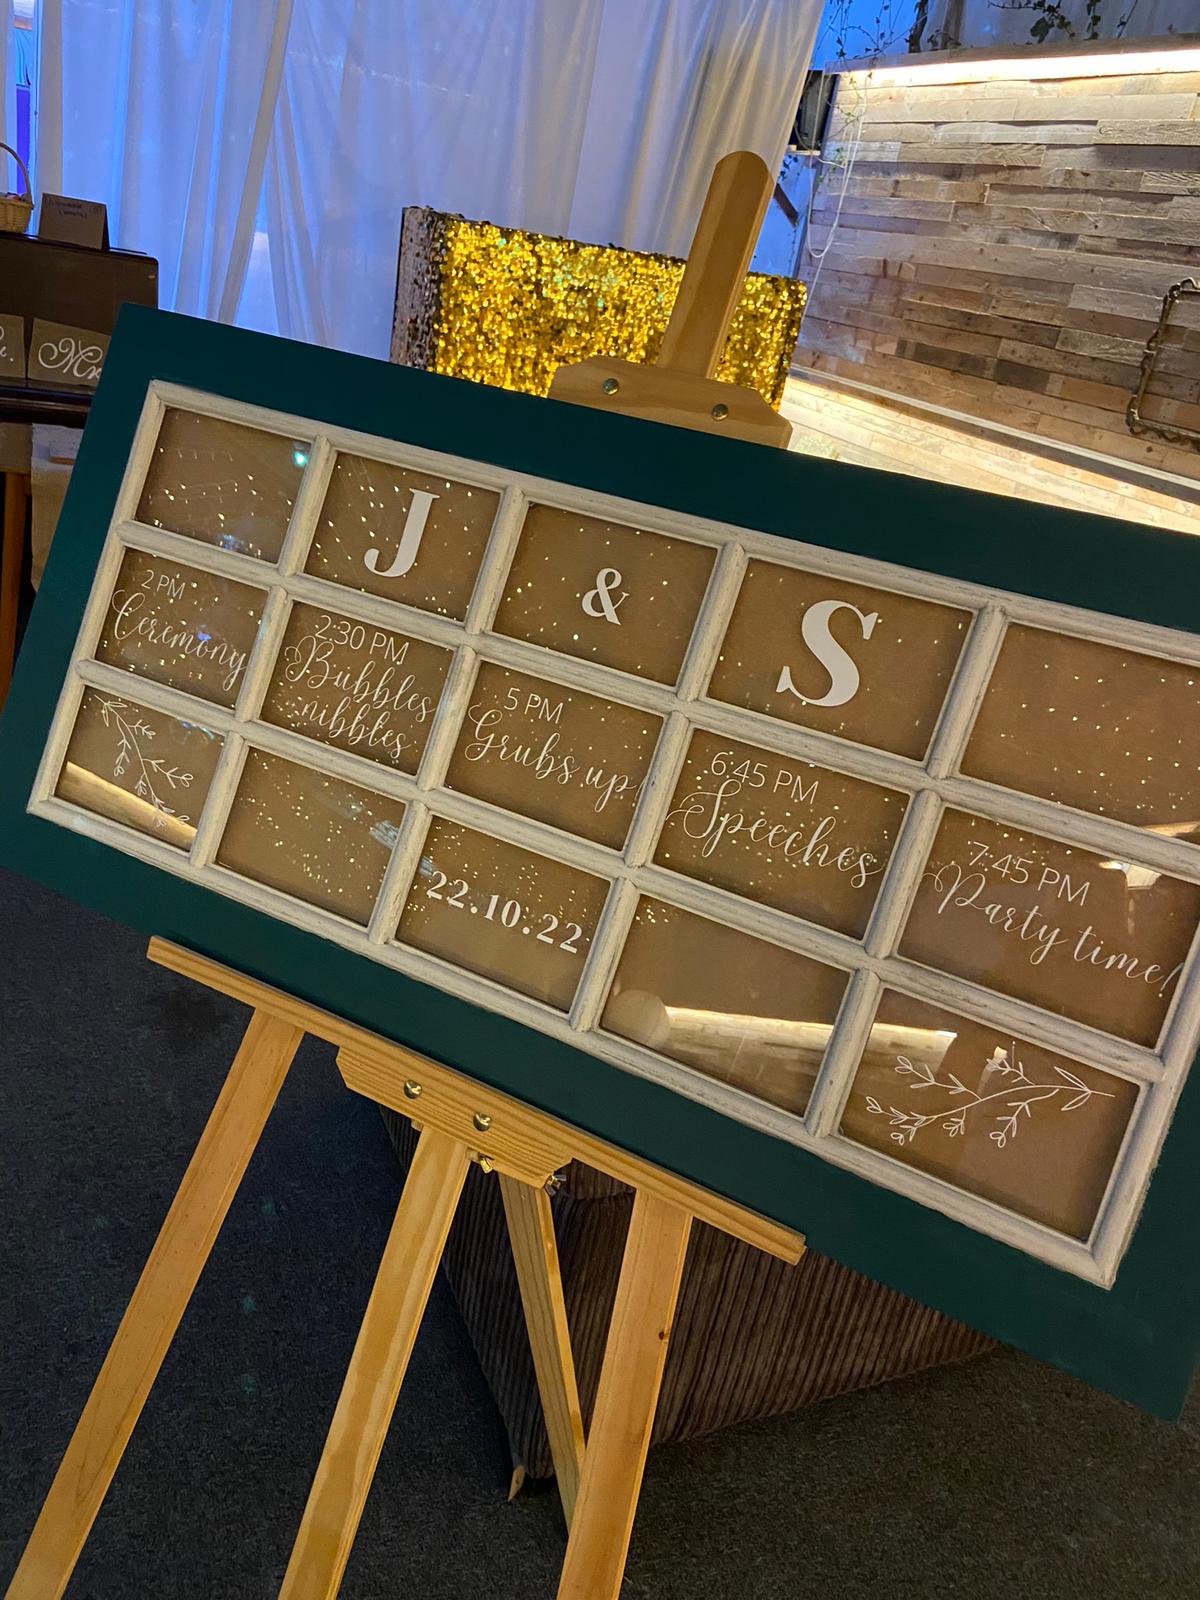 J & S
2 PM
Ceremony
2:30 PM
Bubbles
nibbles
5 PM
Grubs up!
6:45 PM
Speeches
7:45 PM
Party time!
22.10.22
Mr